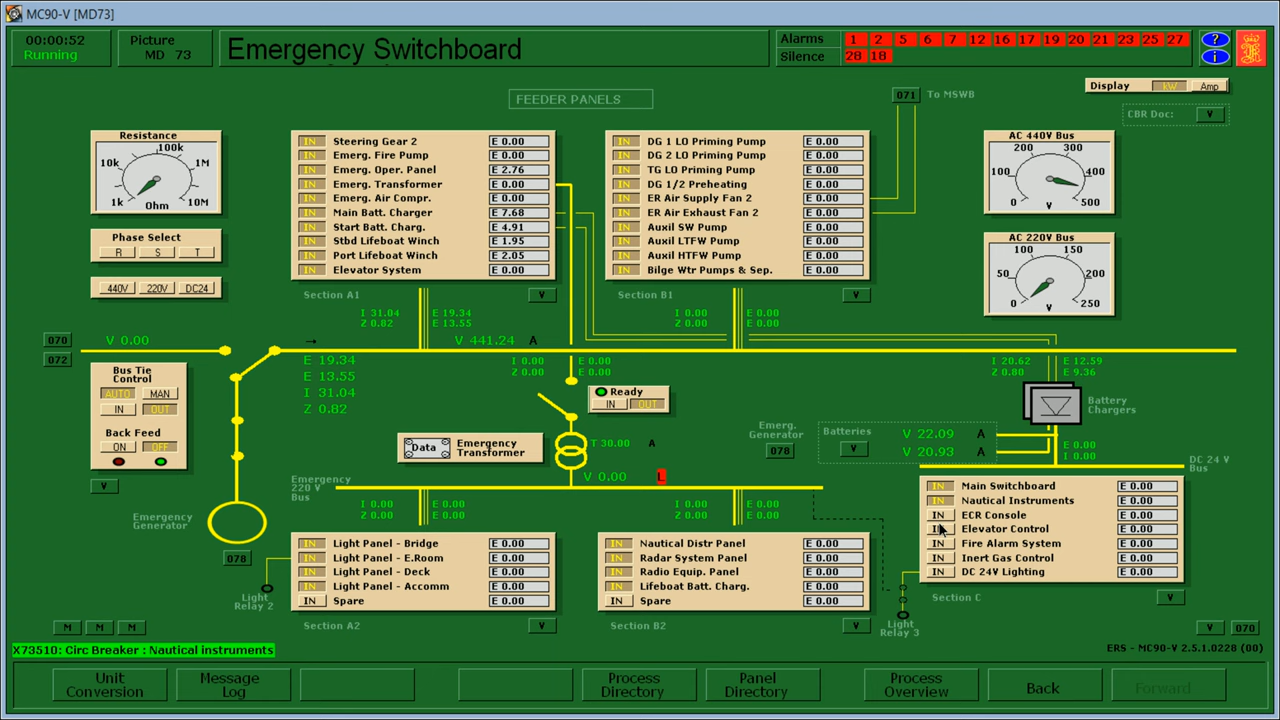 MC90-V [MD73]
00:00:52
Running
Picture
MD 73
Emergency Switchboard
Alarms
Silence
1 2 5 6 7 12 16 17 19 20 21 23 25 27
28 18
?
i
FEEDER PANELS
071 To MSWB
Display kW Amp
CBR Doc: V
Resistance
10k 100k 1M
1k Ohm 10M
Phase Select
R S T
440V 220V DC24
IN Steering Gear 2 E 0.00
IN Emerg. Fire Pump E 0.00
IN Emerg. Oper. Panel E 2.76
IN Emerg. Transformer E 0.00
IN Emerg. Air Compr. E 0.00
IN Main Batt. Charger E 7.68
IN Start Batt. Charg. E 4.91
IN Stbd Lifeboat Winch E 1.95
IN Port Lifeboat Winch E 2.05
IN Elevator System E 0.00
Section A1 V
IN DG 1 LO Priming Pump E 0.00
IN DG 2 LO Priming Pump E 0.00
IN TG LO Priming Pump E 0.00
IN DG 1/2 Preheating E 0.00
IN ER Air Supply Fan 2 E 0.00
IN ER Air Exhaust Fan 2 E 0.00
IN Auxil SW Pump E 0.00
IN Auxil LTFW Pump E 0.00
IN Auxil HTFW Pump E 0.00
IN Bilge Wtr Pumps & Sep. E 0.00
Section B1 V
AC 440V Bus
200 300
100 400
0 V 500
AC 220V Bus
100 150
50 200
0 V 250
I 31.04 E 19.34
Z 0.82 E 13.55
I 0.00 E 0.00
Z 0.00 E 0.00
070
072
V 0.00
→
V 441.24 A
E 19.34
E 13.55
I 31.04
Z 0.82
I 0.00 E 0.00
Z 0.00 E 0.00
I 20.62 E 12.59
Z 0.80 E 9.36
Bus Tie
Control
AUTO MAN
IN OUT
Back Feed
ON OFF
V
Ready
IN OUT
Data Emergency
Transformer
T 30.00 A
V 0.00 L
Emerg.
Generator
078
Battery
Chargers
Batteries
V
V 22.09 A
V 20.93 A
E 0.00
I 0.00
DC 24 V
Bus
Emergency
220 V
Bus
I 0.00 E 0.00
Z 0.00 E 0.00
I 0.00 E 0.00
Z 0.00 E 0.00
Emergency
Generator
078
Light
Relay 2
IN Light Panel - Bridge E 0.00
IN Light Panel - E.Room E 0.00
IN Light Panel - Deck E 0.00
IN Light Panel - Accomm E 0.00
IN Spare E 0.00
Section A2 V
IN Nautical Distr Panel E 0.00
IN Radar System Panel E 0.00
IN Radio Equip. Panel E 0.00
IN Lifeboat Batt. Charg. E 0.00
IN Spare E 0.00
Section B2 V
IN Main Switchboard E 0.00
IN Nautical Instruments E 0.00
IN ECR Console E 0.00
IN Elevator Control E 0.00
IN Fire Alarm System E 0.00
IN Inert Gas Control E 0.00
IN DC 24V Lighting E 0.00
Section C V
Light
Relay 3
M M M
V 070
X73510: Circ Breaker : Nautical instruments
ERS - MC90-V 2.5.1.0228 (00)
Unit
Conversion
Message
Log
Process
Directory
Panel
Directory
Process
Overview
Back
Forward